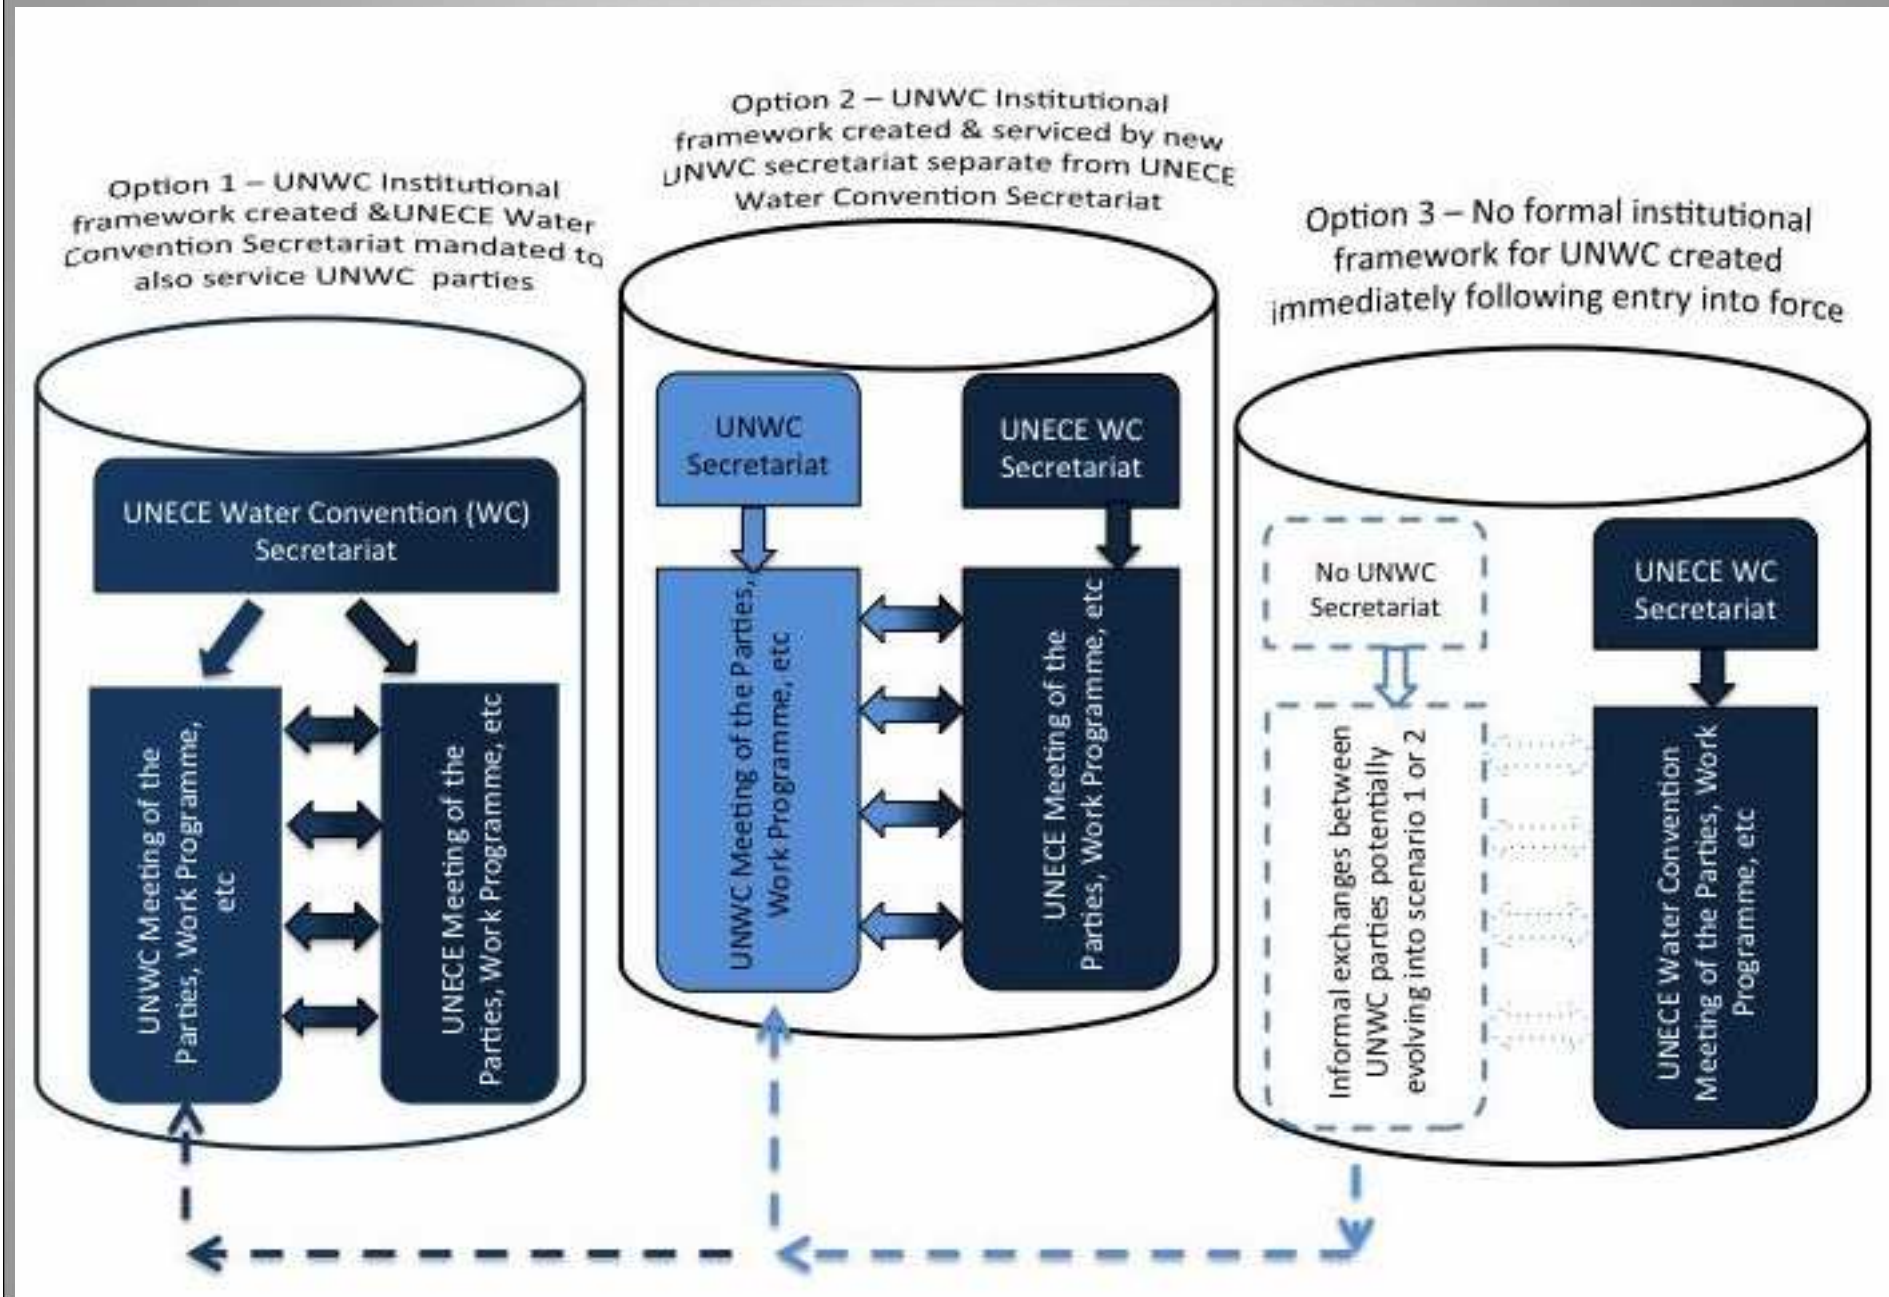 Option 1 – UNWC Institutional
framework created &UNECE Water
Convention Secretariat mandated to
also service UNWC parties
UNECE Water Convention (WC)
Secretariat
UNWC Meeting of the
Parties, Work Programme,
etc
UNECE Meeting of the
Parties, Work Programme, etc
Option 2 – UNWC Institutional
framework created & serviced by new
UNWC secretariat separate from UNECE
Water Convention Secretariat
UNWC
Secretariat
UNECE WC
Secretariat
UNWC Meeting of the Parties,
Work Programme, etc
UNECE Meeting of the
Parties, Work Programme, etc
Option 3 – No formal institutional
framework for UNWC created
immediately following entry into force
No UNWC
Secretariat
UNECE WC
Secretariat
Informal exchanges between
UNWC parties potentially
evolving into scenario 1 or 2
UNECE Water Convention
Meeting of the Parties, Work
Programme, etc